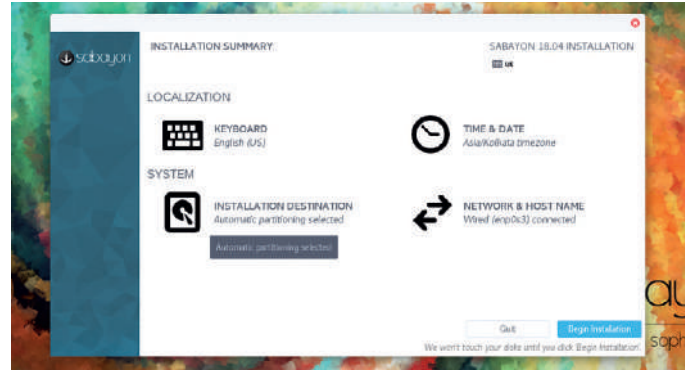 sabayon
INSTALLATION SUMMARY
SABAYON 18.04 INSTALLATION
us
LOCALIZATION
KEYBOARD
English (US)
TIME & DATE
Asia/Kolkata timezone
SYSTEM
INSTALLATION DESTINATION
Automatic partitioning selected
NETWORK & HOST NAME
Wired (enp0s3) connected
Automatic partitioning selected
Quit
Begin Installation
We won't touch your disks until you click 'Begin Installation'.
ay
soph